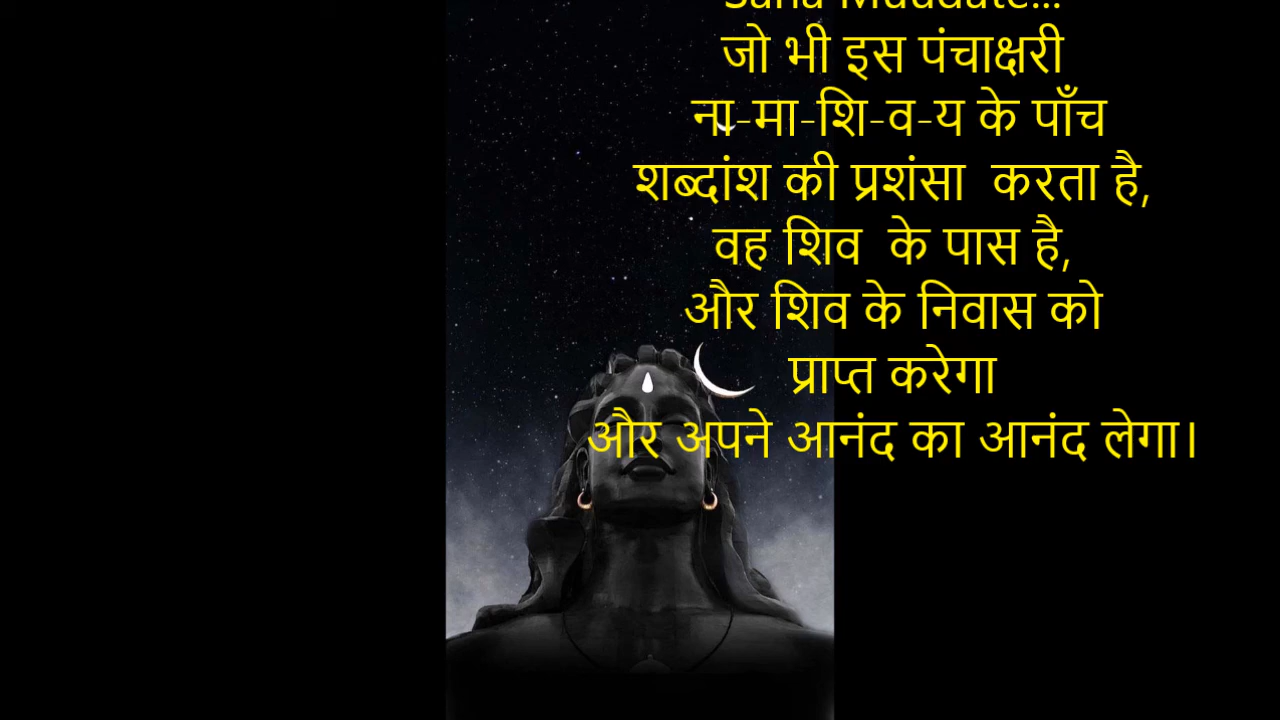 जो भी इस पंचाक्षरी
ना-मा-शि-व-य के पाँच
शब्दांश की प्रशंसा करता है,
वह शिव के पास है,
और शिव के निवास को
प्राप्त करेगा
और अपने आनंद का आनंद लेगा।